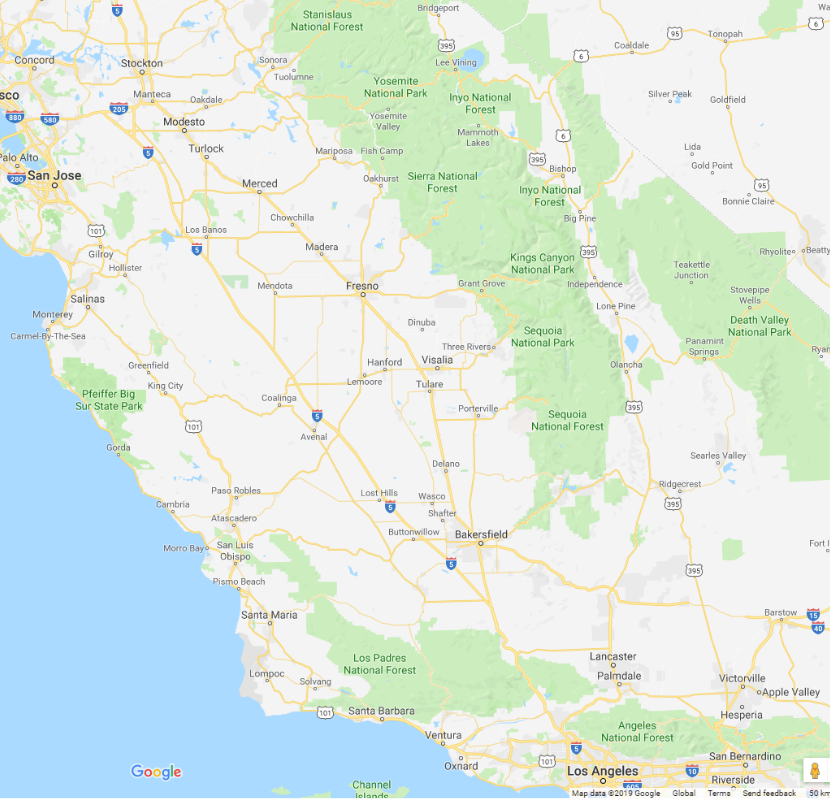 Stanislaus
National Forest
Bridgeport
5
6
395
95
Tonopah
Coaldale
6
Concord
Stockton
Sonora
Tuolumne
Lee Vining
sco
Manteca
Oakdale
Yosemite
National Park
Inyo National
Forest
Silver Peak
Goldfield
880
580
205
Modesto
Yosemite
Valley
Mammoth
Lakes
6
Palo Alto
5
Turlock
Mariposa
Fish Camp
395
Lida
Gold Point
280
San Jose
Merced
Oakhurst
Sierra National
Forest
Bishop
Inyo National
Forest
95
Bonnie Claire
Chowchilla
Big Pine
101
Los Banos
5
Madera
Gilroy
Hollister
Kings Canyon
National Park
395
Rhyolite
Beatty
Teakettle
Junction
Mendota
Fresno
Grant Grove
Independence
Stovepipe
Wells
Salinas
Monterey
Lone Pine
Dinuba
Death Valley
National Park
Carmel-By-The-Sea
Three Rivers
Sequoia
National Park
Panamint
Springs
Ryan
Greenfield
Hanford
Visalia
Olancha
King City
Lemoore
Tulare
Pfeiffer Big
Sur State Park
Coalinga
5
Porterville
395
101
Avenal
Sequoia
National Forest
Gorda
Searles Valley
Delano
Paso Robles
Lost Hills
Wasco
Ridgecrest
Cambria
5
Shafter
395
Atascadero
Buttonwillow
Bakersfield
Morro Bay
San Luis
Obispo
Fort I
5
395
Pismo Beach
Santa Maria
Barstow
15
40
Los Padres
National Forest
Lancaster
Lompoc
Solvang
Palmdale
Victorville
Apple Valley
101
Santa Barbara
Hesperia
Ventura
Angeles
National Forest
5
Oxnard
101
San Bernardino
Google
Los Angeles
10
Riverside
Channel
Islands
405
Map data ©2019 Google
Global
Terms
Send feedback
50 km